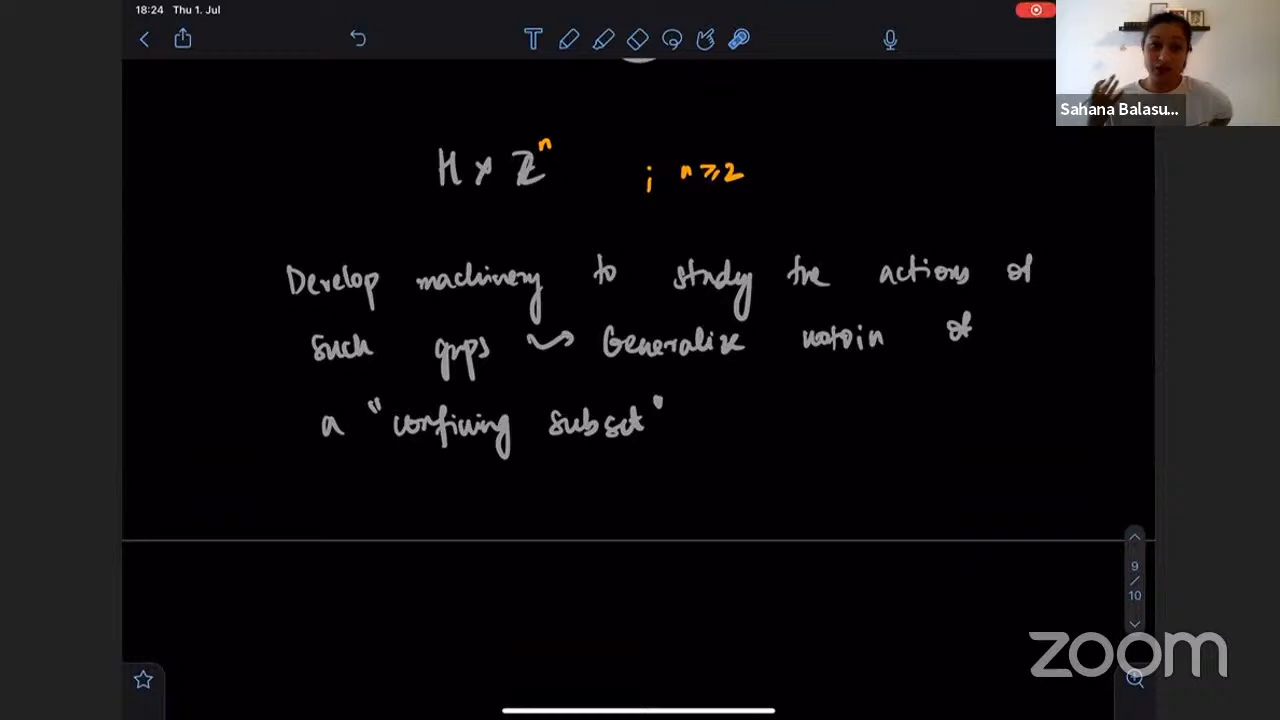 18:24 Thu 1. Jul
Sahana Balasu...
H ⋊ ℤⁿ ; n ≥ 2
Develop machinery to study the actions of
such grps ⤳ Generalize notoin of
a "confining subset"
9
/
10
zoom